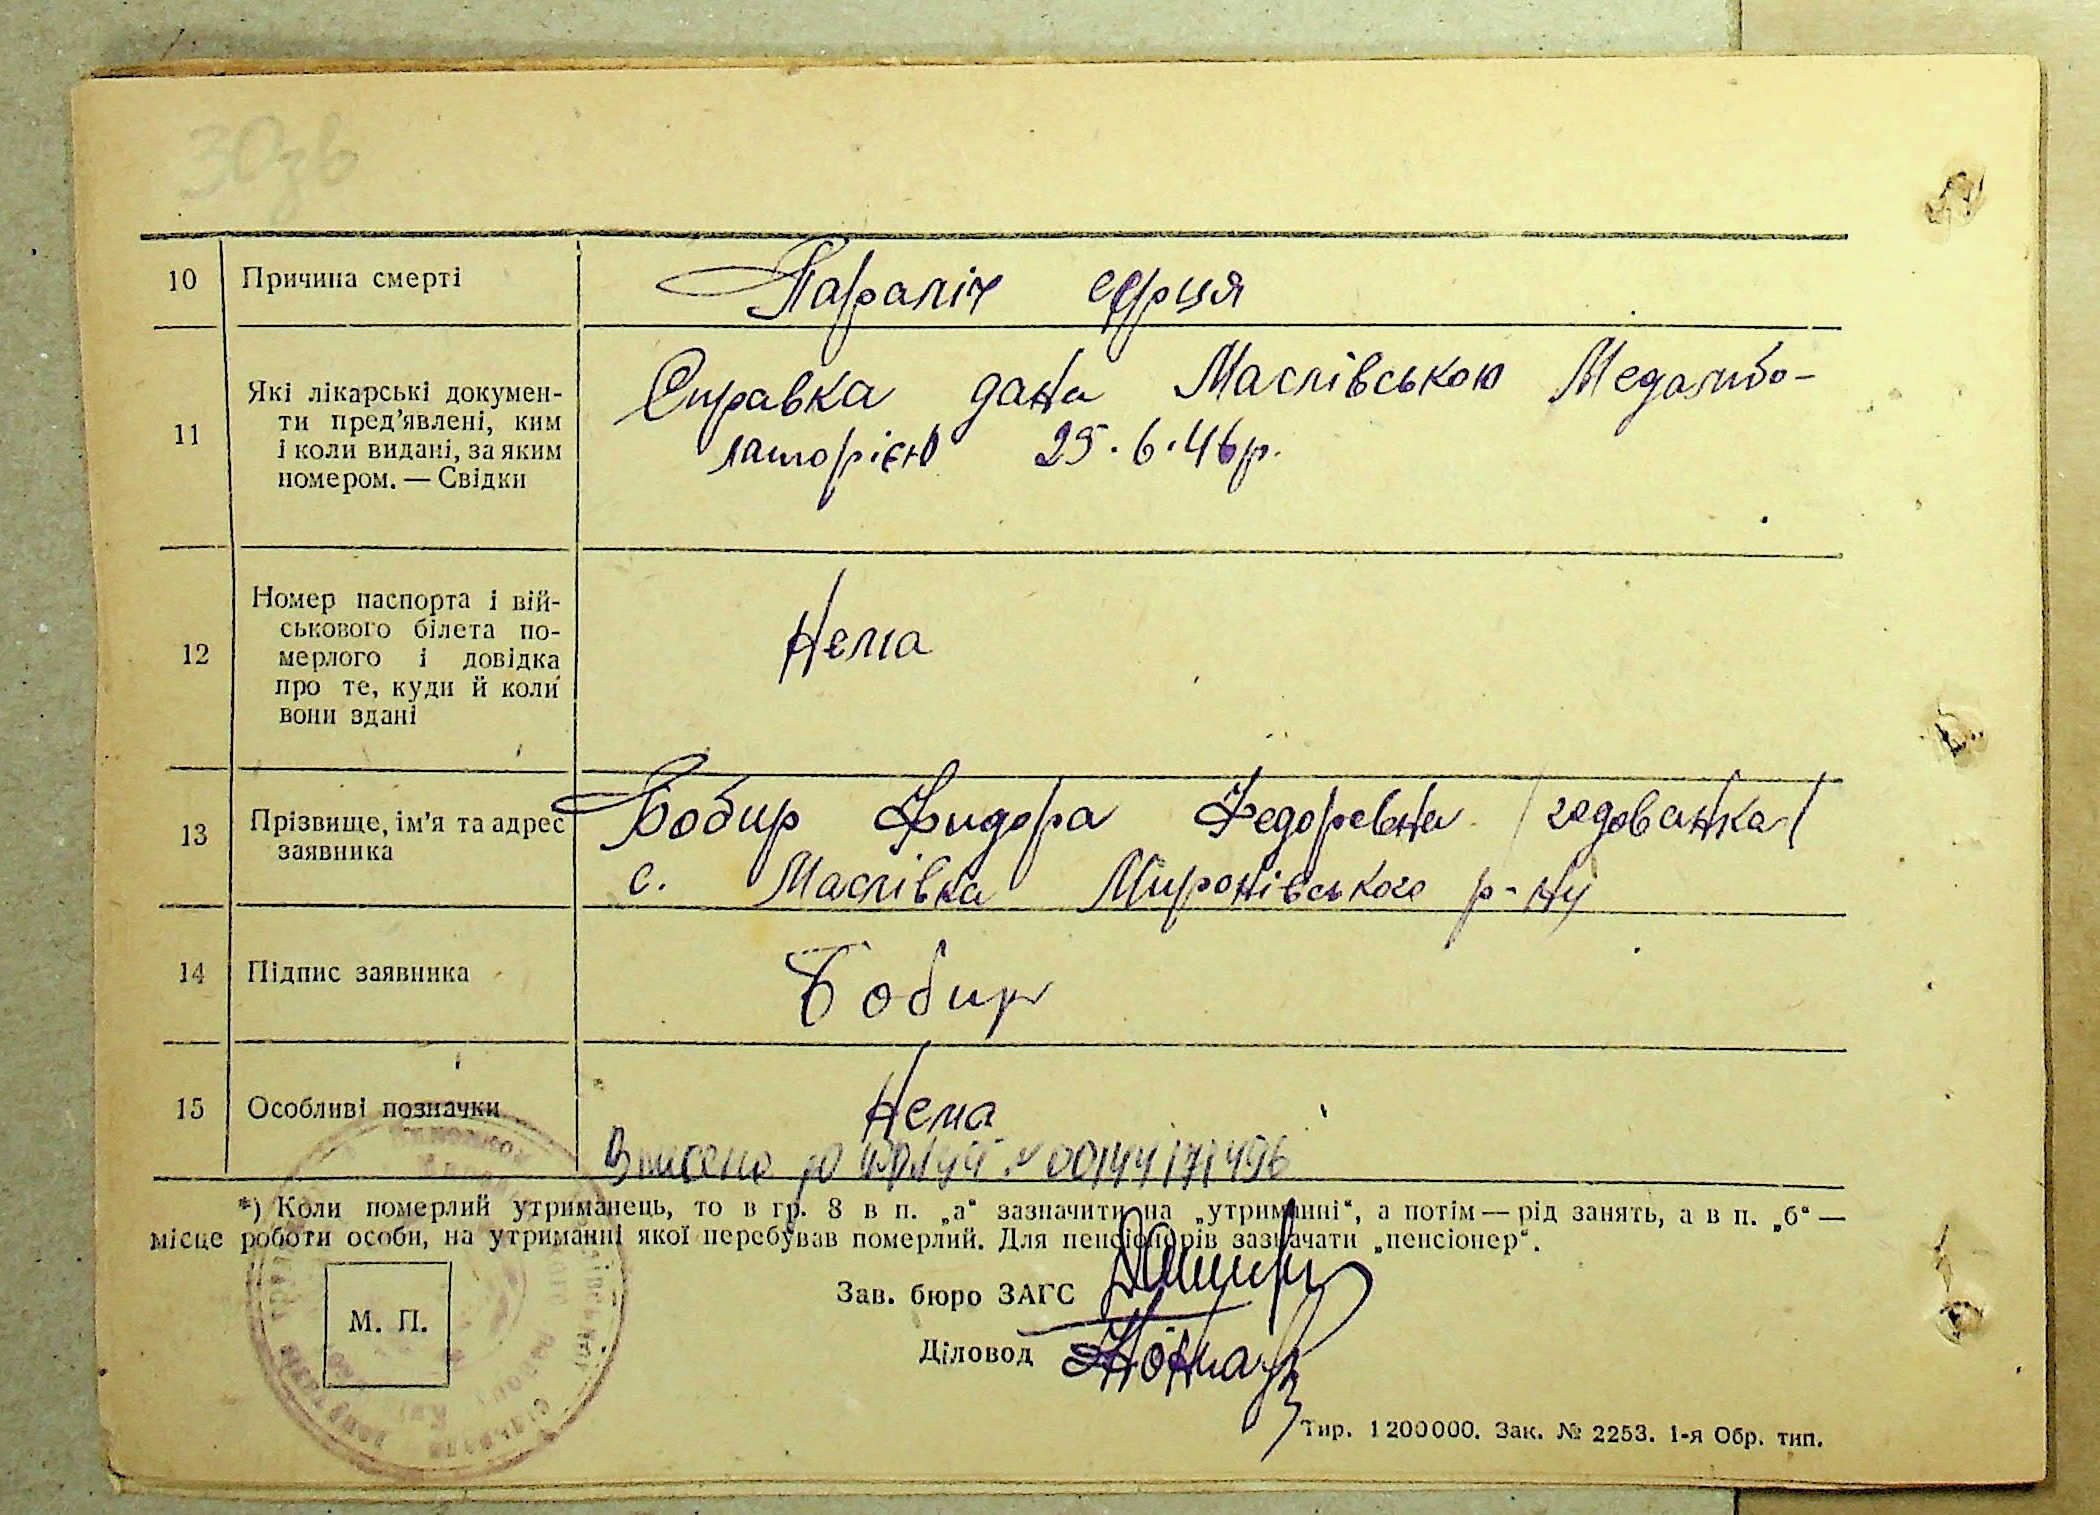 30зв
10 Причина смерті Параліч серця
11 Які лікарські докумен-
ти пред’явлені, ким
і коли видані, за яким
номером. — Свідки
Справка дана Маслівською Медамбо-
латорією 25.6.46р.
12 Номер паспорта і вій-
ськового білета по-
мерлого і довідка
про те, куди й коли
вони здані
Нема
13 Прізвище, ім’я та адрес
заявника
Бобир Хидора Федоревна /годованка/
с. Маслівка Миронівського р-ну
14 Підпис заявника Бобир
15 Особливі позначки Нема
Внесено до №00144171496
*) Коли померлий утриманець, то в гр. 8 в п. „а“ зазначити на „утриманні“, а потім — рід занять, а в п. „б“ —
місце роботи особи, на утриманні якої перебував померлий. Для пенсіонерів зазначати „пенсіонер“.
М. П.
Зав. бюро ЗАГС
Діловод
Тир. 1200000. Зак. № 2253. 1-я Обр. тип.